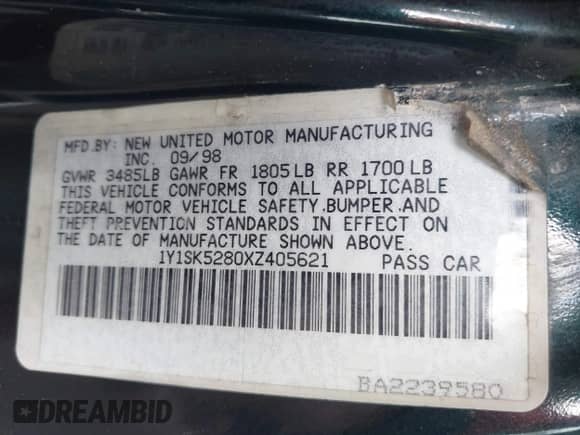 MFD.BY: NEW UNITED MOTOR MANUFACTURING
INC. 09/98
GVWR 3485LB GAWR FR 1805LB RR 1700LB
THIS VEHICLE CONFORMS TO ALL APPLICABLE
FEDERAL MOTOR VEHICLE SAFETY,BUMPER,AND
THEFT PREVENTION STANDARDS IN EFFECT ON
THE DATE OF MANUFACTURE SHOWN ABOVE.
1Y1SK5280XZ405621 PASS CAR
BA2239580
DREAMBID